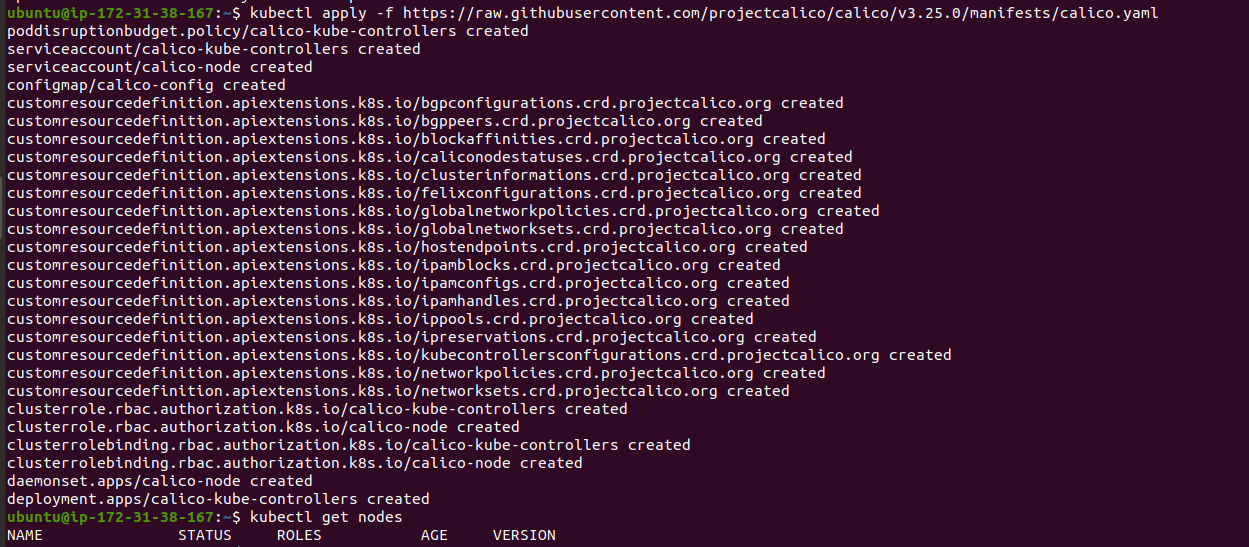 ubuntu@ip-172-31-38-167:~$ kubectl apply -f https://raw.githubusercontent.com/projectcalico/calico/v3.25.0/manifests/calico.yaml
poddisruptionbudget.policy/calico-kube-controllers created
serviceaccount/calico-kube-controllers created
serviceaccount/calico-node created
configmap/calico-config created
customresourcedefinition.apiextensions.k8s.io/bgpconfigurations.crd.projectcalico.org created
customresourcedefinition.apiextensions.k8s.io/bgppeers.crd.projectcalico.org created
customresourcedefinition.apiextensions.k8s.io/blockaffinities.crd.projectcalico.org created
customresourcedefinition.apiextensions.k8s.io/caliconodestatuses.crd.projectcalico.org created
customresourcedefinition.apiextensions.k8s.io/clusterinformations.crd.projectcalico.org created
customresourcedefinition.apiextensions.k8s.io/felixconfigurations.crd.projectcalico.org created
customresourcedefinition.apiextensions.k8s.io/globalnetworkpolicies.crd.projectcalico.org created
customresourcedefinition.apiextensions.k8s.io/globalnetworksets.crd.projectcalico.org created
customresourcedefinition.apiextensions.k8s.io/hostendpoints.crd.projectcalico.org created
customresourcedefinition.apiextensions.k8s.io/ipamblocks.crd.projectcalico.org created
customresourcedefinition.apiextensions.k8s.io/ipamconfigs.crd.projectcalico.org created
customresourcedefinition.apiextensions.k8s.io/ipamhandles.crd.projectcalico.org created
customresourcedefinition.apiextensions.k8s.io/ippools.crd.projectcalico.org created
customresourcedefinition.apiextensions.k8s.io/ipreservations.crd.projectcalico.org created
customresourcedefinition.apiextensions.k8s.io/kubecontrollersconfigurations.crd.projectcalico.org created
customresourcedefinition.apiextensions.k8s.io/networkpolicies.crd.projectcalico.org created
customresourcedefinition.apiextensions.k8s.io/networksets.crd.projectcalico.org created
clusterrole.rbac.authorization.k8s.io/calico-kube-controllers created
clusterrole.rbac.authorization.k8s.io/calico-node created
clusterrolebinding.rbac.authorization.k8s.io/calico-kube-controllers created
clusterrolebinding.rbac.authorization.k8s.io/calico-node created
daemonset.apps/calico-node created
deployment.apps/calico-kube-controllers created
ubuntu@ip-172-31-38-167:~$ kubectl get nodes
NAME               STATUS     ROLES           AGE     VERSION